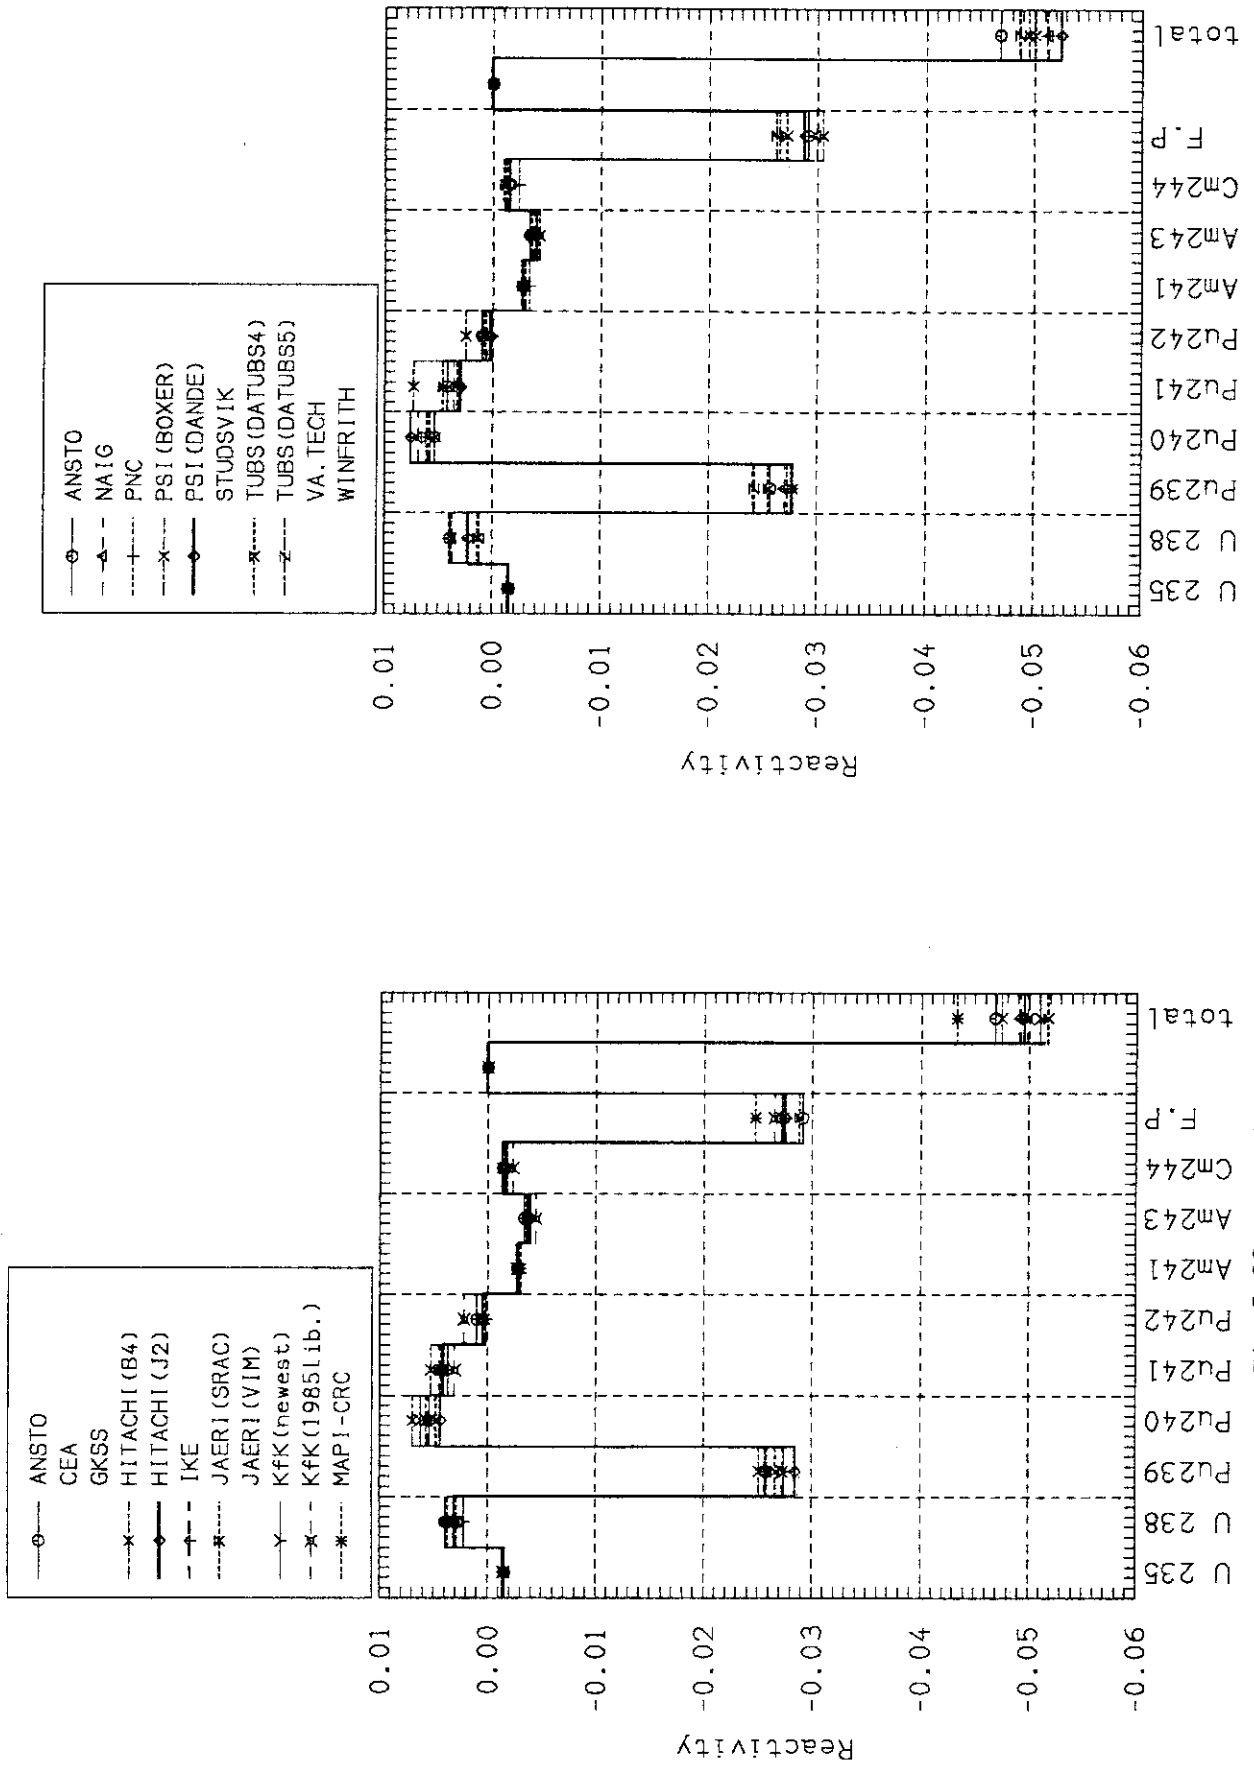 ANSTO
NAIG
PNC
PSI(BOXER)
PSI(DANDE)
STUDSVIK
TUBS(DATUBS4)
TUBS(DATUBS5)
VA.TECH
WINFRITH
0.01
0.00
-0.01
-0.02
-0.03
-0.04
-0.05
-0.06
Reactivity
U 235
U 238
Pu239
Pu240
Pu241
Pu242
Am241
Am243
Cm244
F.P
total
ANSTO
CEA
GKSS
HITACHI(B4)
HITACHI(J2)
IKE
JAERI(SRAC)
JAERI(VIM)
KfK(newest)
KfK(1985lib.)
MAPI-CRC
0.01
0.00
-0.01
-0.02
-0.03
-0.04
-0.05
-0.06
Reactivity
U 235
U 238
Pu239
Pu240
Pu241
Pu242
Am241
Am243
Cm244
F.P
total